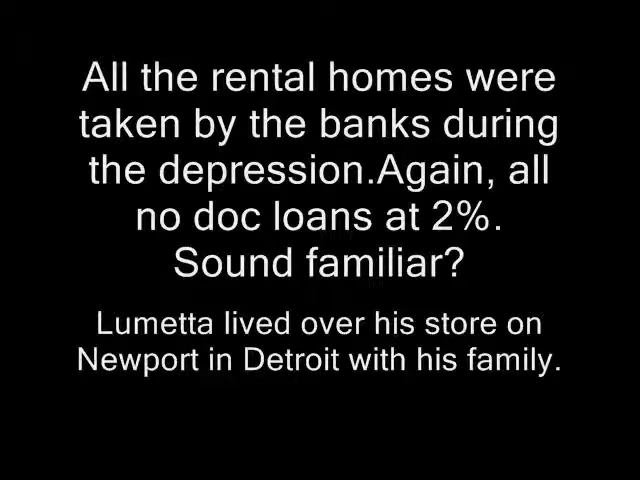 All the rental homes were
taken by the banks during
the depression.Again, all
no doc loans at 2%.
Sound familiar?
Lumetta lived over his store on
Newport in Detroit with his family.